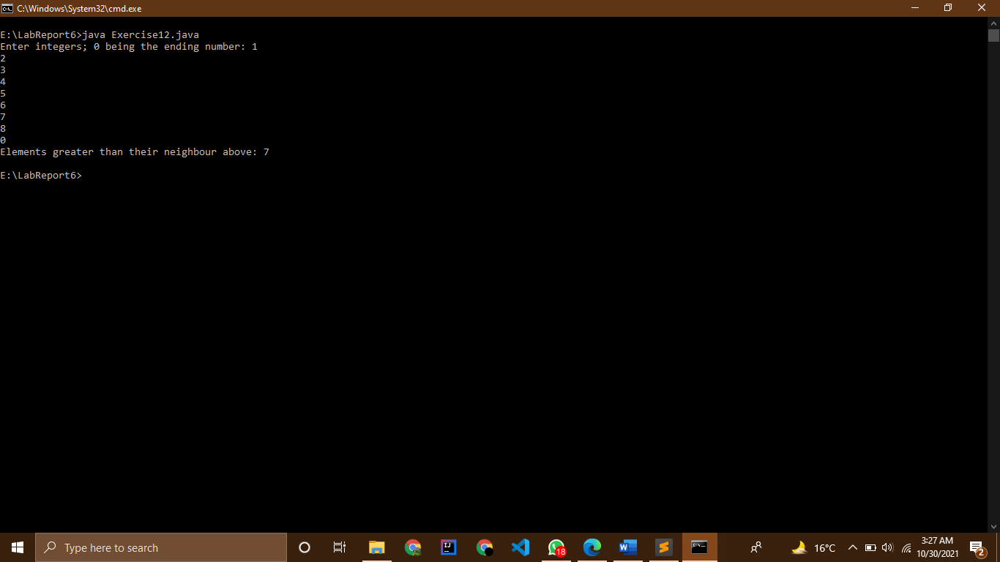 C:\Windows\System32\cmd.exe
E:\LabReport6>java Exercise12.java
Enter integers; 0 being the ending number: 1
2
3
4
5
6
7
8
0
Elements greater than their neighbour above: 7
E:\LabReport6>
Type here to search
18
16°C
3:27 AM
10/30/2021
2